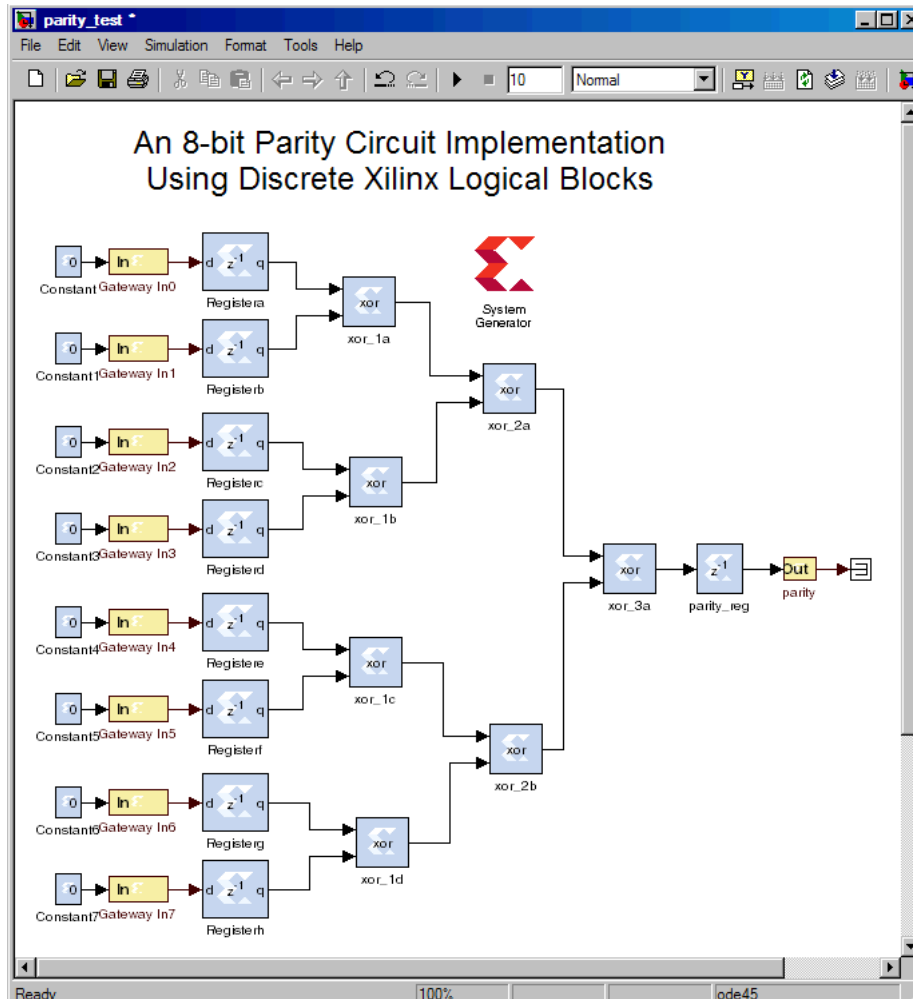 parity_test *
File Edit View Simulation Format Tools Help
10 Normal
An 8-bit Parity Circuit Implementation
Using Discrete Xilinx Logical Blocks
0 In d z⁻¹ q
Constant Gateway In0
Registera
xor
xor_1a
System
Generator
0 In d z⁻¹ q
Constant1 Gateway In1
Registerb
xor
xor_2a
0 In d z⁻¹ q
Constant2 Gateway In2
Registerc
xor
xor_1b
0 In d z⁻¹ q
Constant3 Gateway In3
Registerd
xor z⁻¹ Out
xor_3a parity_reg parity
0 In d z⁻¹ q
Constant4 Gateway In4
Registere
xor
xor_1c
0 In d z⁻¹ q
Constant5 Gateway In5
Registerf
xor
xor_2b
0 In d z⁻¹ q
Constant6 Gateway In6
Registerg
xor
xor_1d
0 In d z⁻¹ q
Constant7 Gateway In7
Registerh
Ready 100% ode45